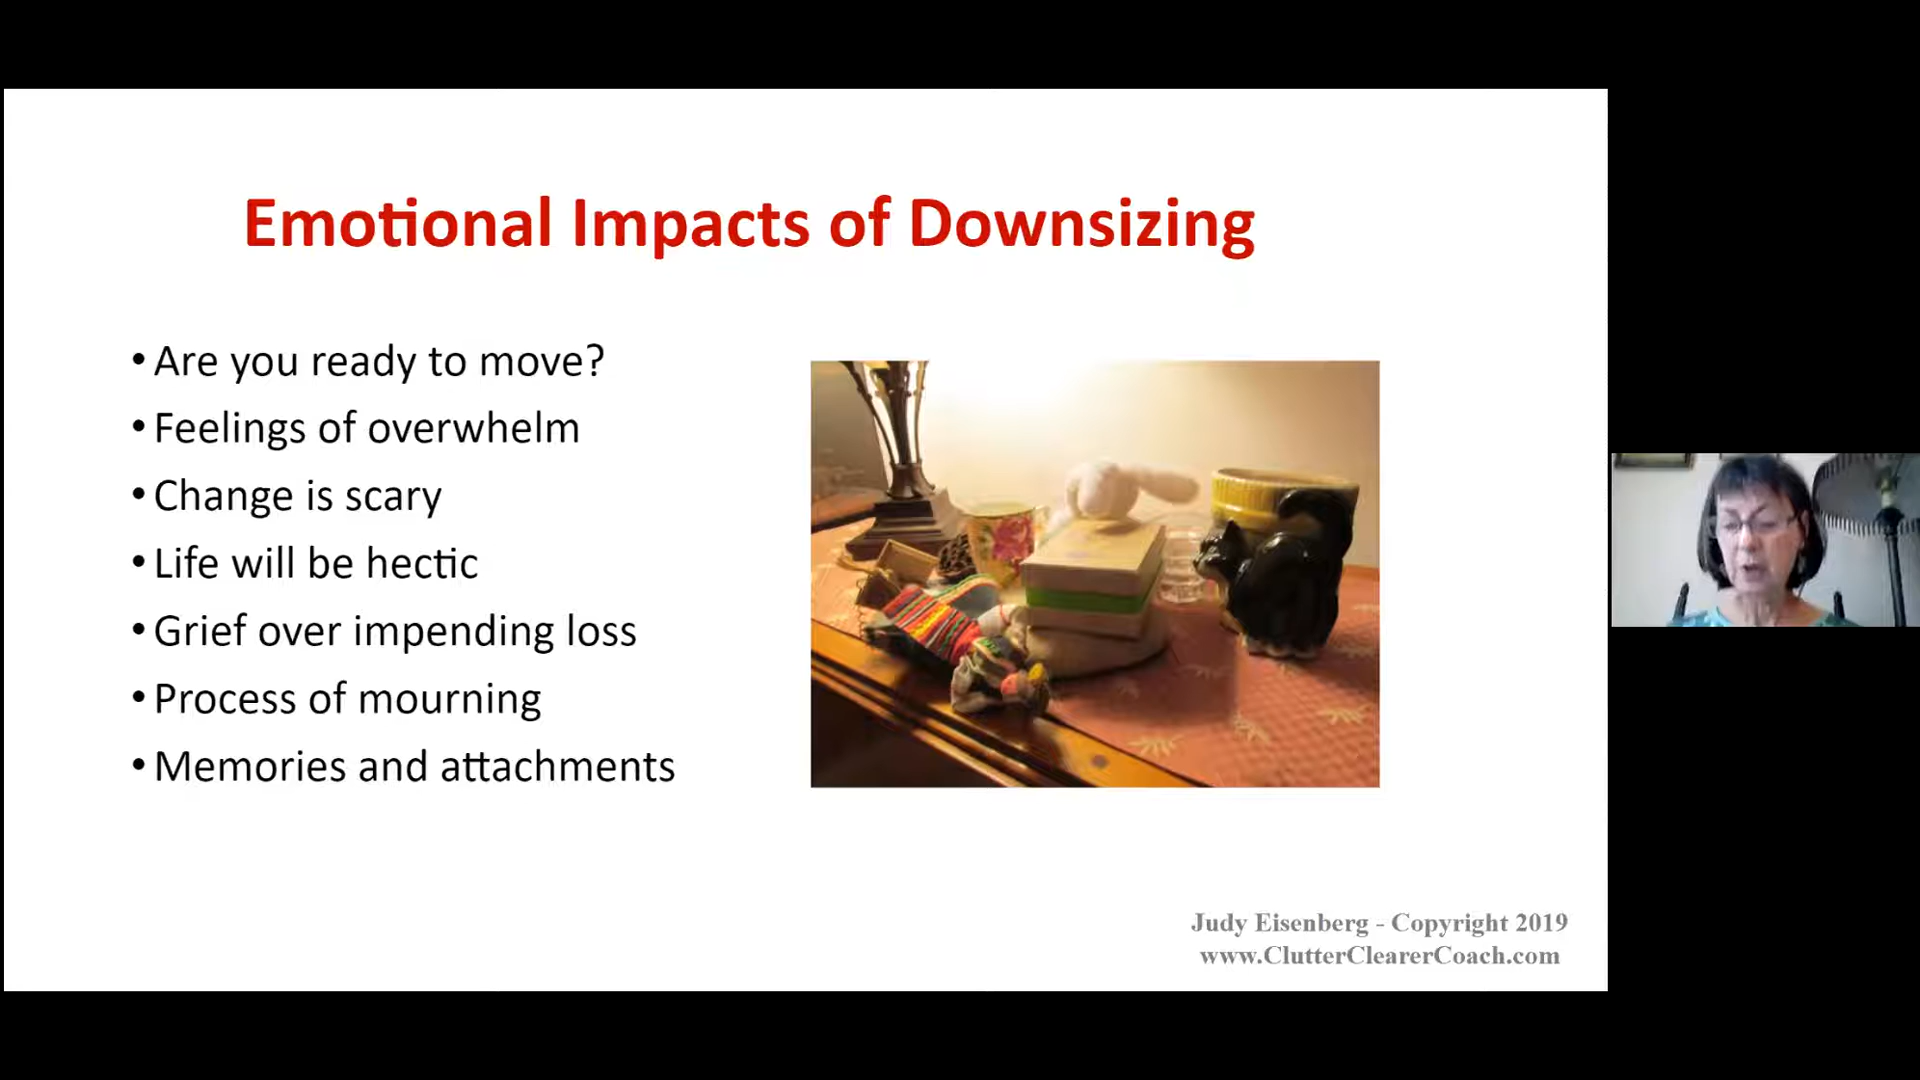 Emotional Impacts of Downsizing
• Are you ready to move?
• Feelings of overwhelm
• Change is scary
• Life will be hectic
• Grief over impending loss
• Process of mourning
• Memories and attachments
Judy Eisenberg - Copyright 2019
www.ClutterClearerCoach.com